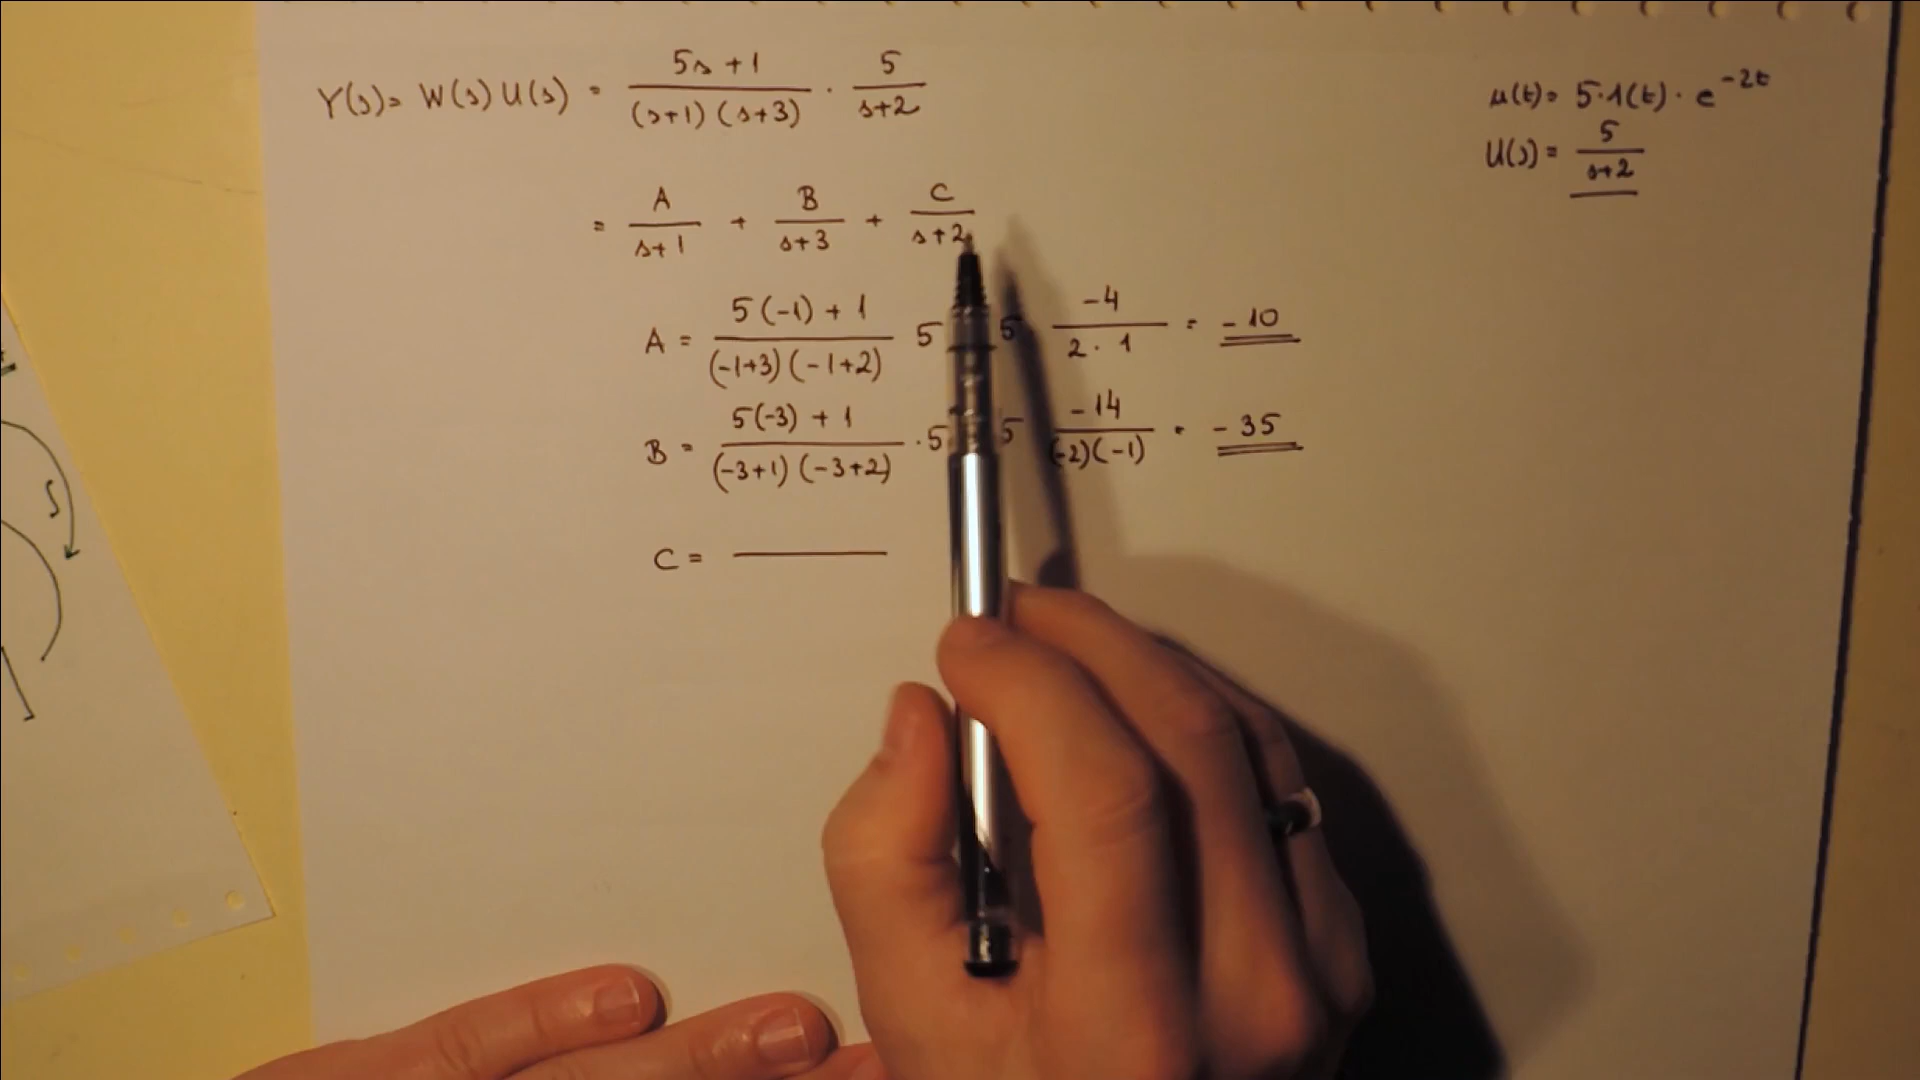 Y(s) = W(s) U(s) = (5s+1)/((s+1)(s+3)) · 5/(s+2)
u(t) = 5·1(t)·e^{-2t}
U(s) = 5/(s+2)
= A/(s+1) + B/(s+3) + C/(s+2)
A = (5(-1)+1)/((-1+3)(-1+2)) 5 5 -4/(2·1) = -10
B = (5(-3)+1)/((-3+1)(-3+2)) ·5 5 -14/((-2)(-1)) = -35
C =
S